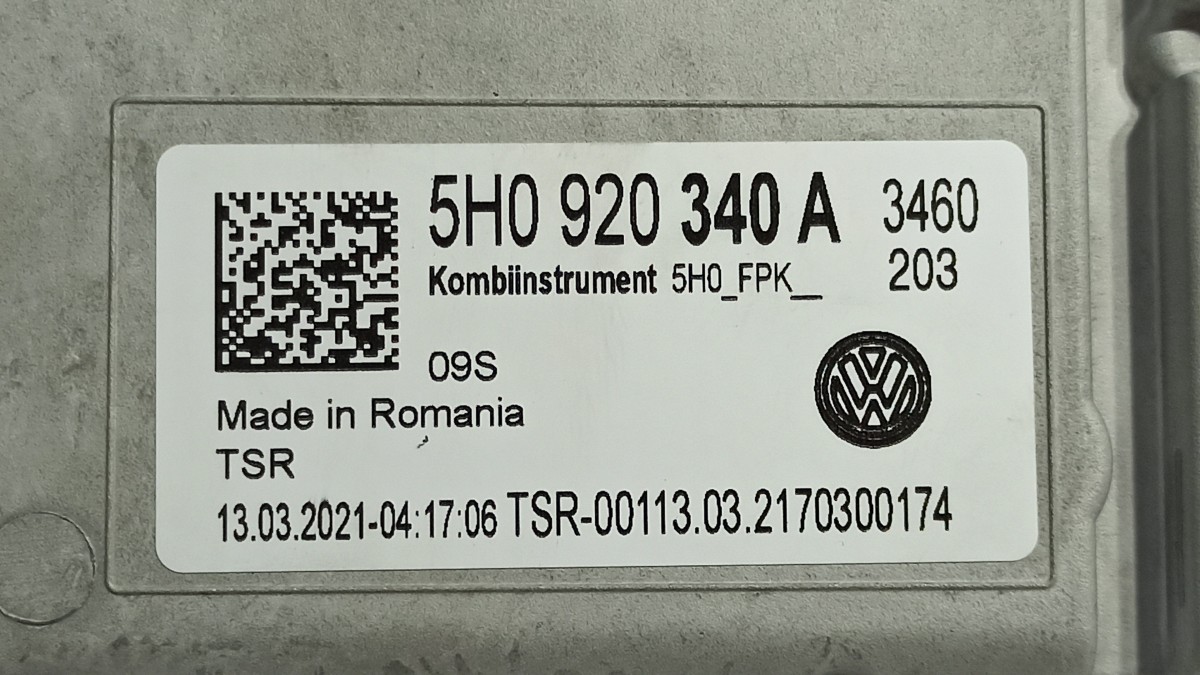 5H0 920 340 A 3460
Kombiinstrument 5H0_FPK__ 203
09S
Made in Romania
TSR
13.03.2021-04:17:06 TSR-00113.03.2170300174